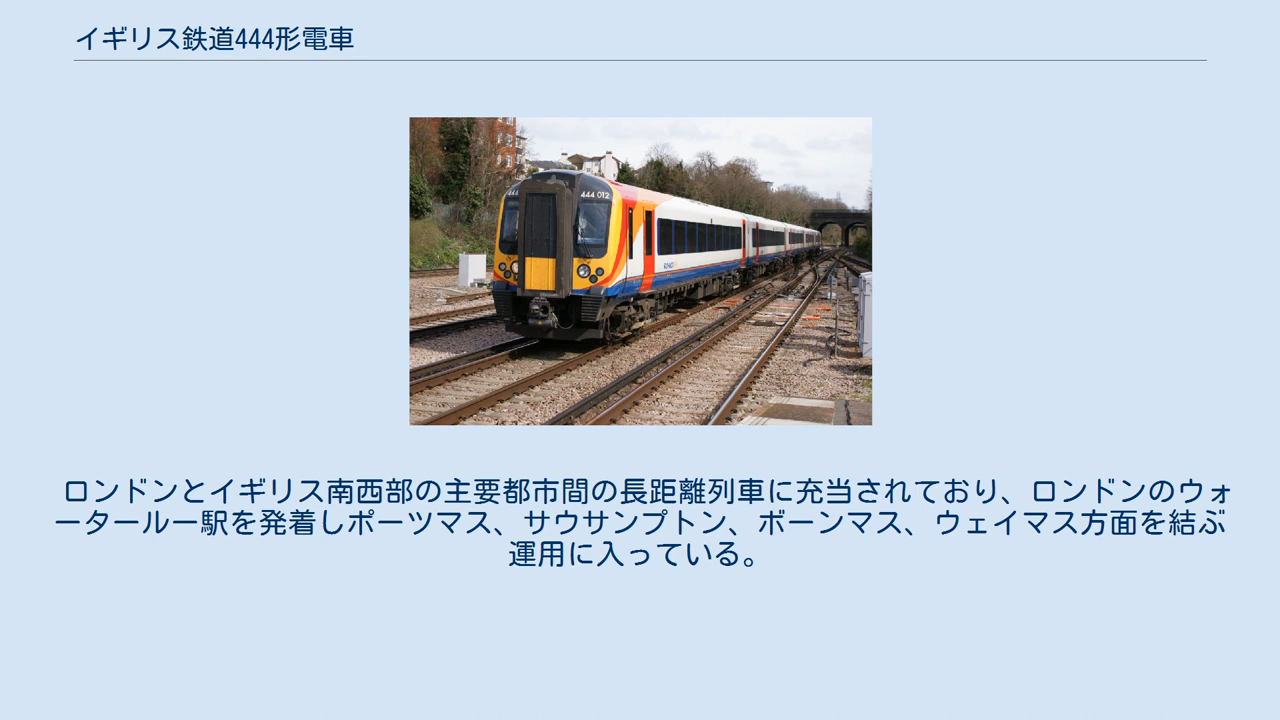 イギリス鉄道444形電車
444
444 012
ロンドンとイギリス南西部の主要都市間の長距離列車に充当されており、ロンドンのウォ
ータールー駅を発着しポーツマス、サウサンプトン、ボーンマス、ウェイマス方面を結ぶ
運用に入っている。